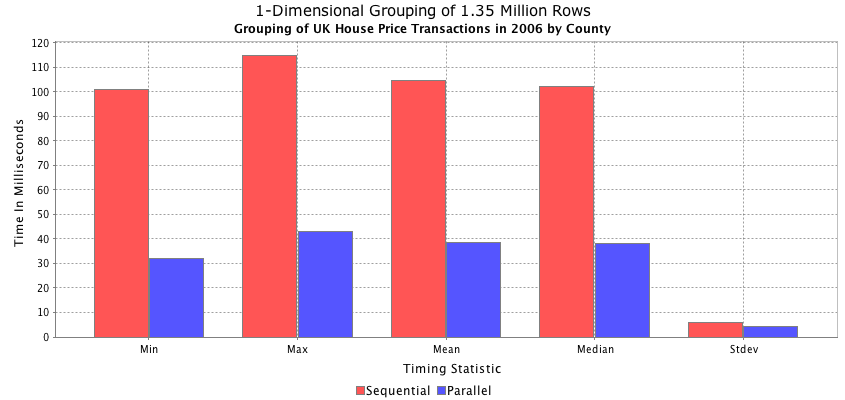 1-Dimensional Grouping of 1.35 Million Rows
Grouping of UK House Price Transactions in 2006 by County
Time In Milliseconds
120
110
100
90
80
70
60
50
40
30
20
10
0
Min Max Mean Median Stdev
Timing Statistic
Sequential Parallel